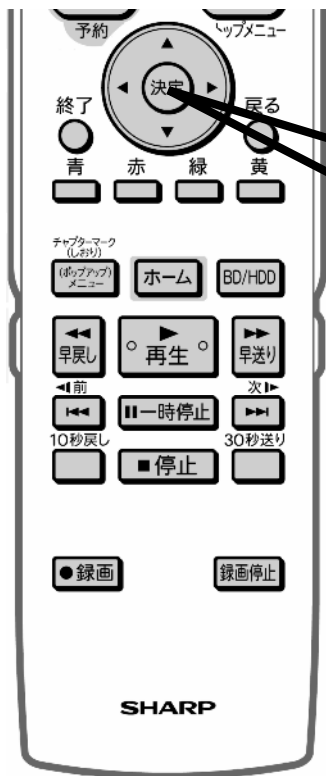 予約
トップメニュー
決定
終了
戻る
青 赤 緑 黄
チャプターマーク
(しおり)
(ポップアップ)
メニュー
ホーム
BD/HDD
◀◀
早戻し
▶
再生
▶▶
早送り
前
次
一時停止
10秒戻し
30秒送り
■停止
●録画
録画停止
SHARP